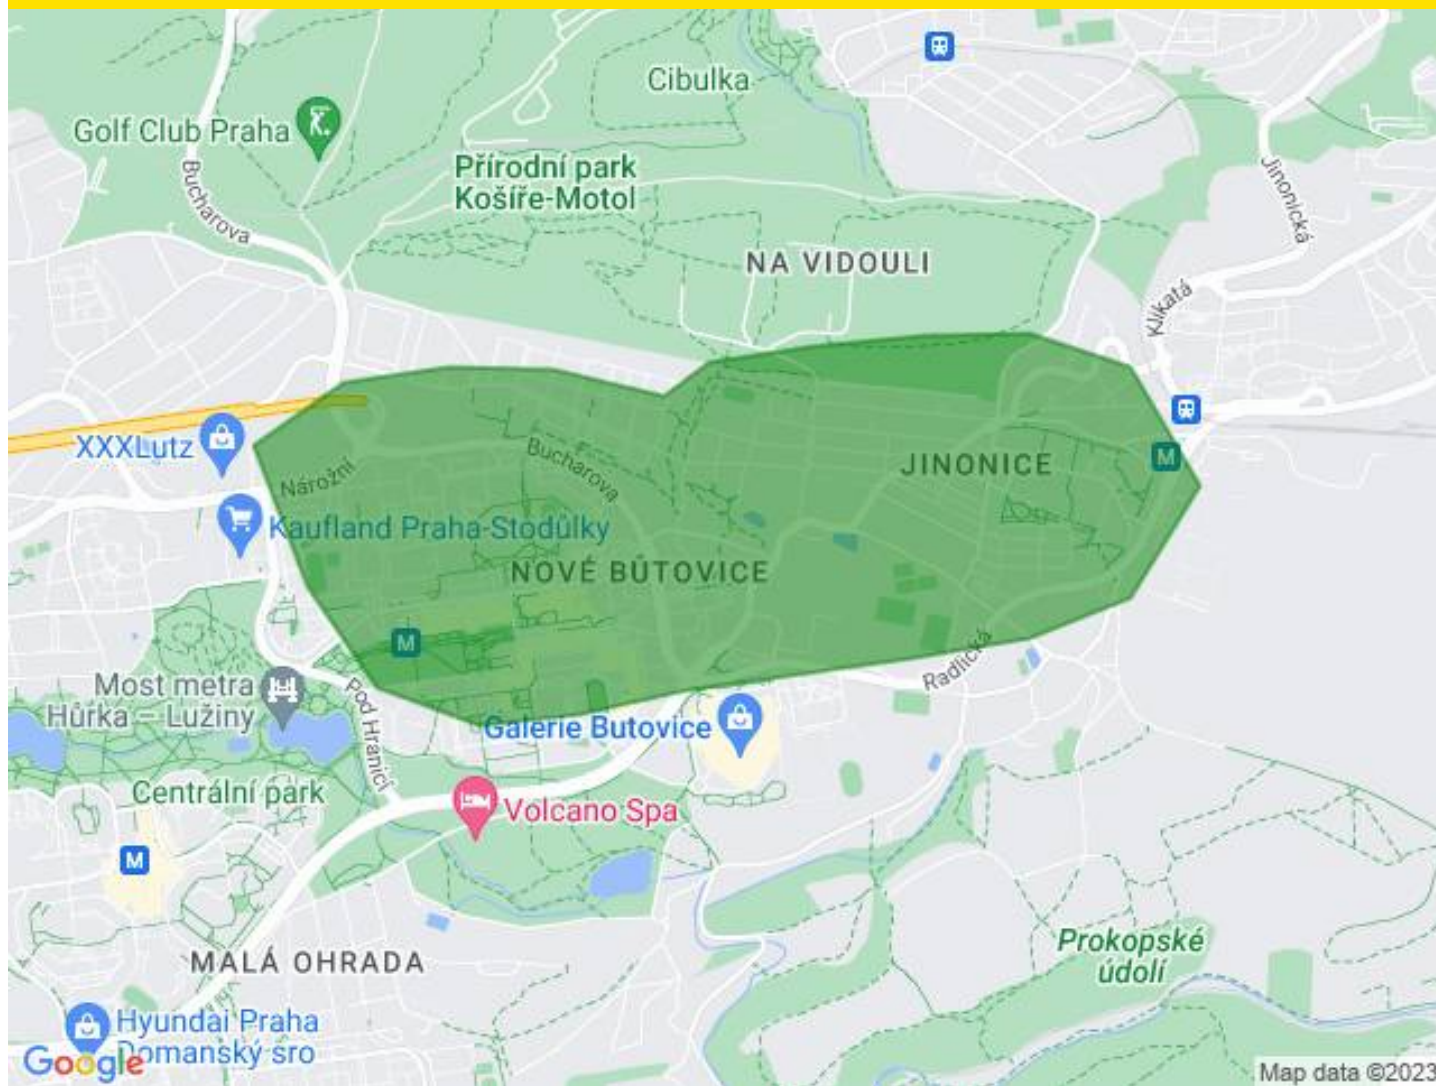 Cibulka
Golf Club Praha
Přírodní park
Košíře-Motol
Bucharova
Jinonická
NA VIDOULI
Klikatá
XXXLutz
Nárožní
Bucharova
JINONICE
M
Kaufland Praha-Stodůlky
NOVÉ BŮTOVICE
M
Radlická
Most metra
Hůrka – Lužiny
Pod Hranicí
Galerie Butovice
Centrální park
Volcano Spa
M
Prokopské
údolí
MALÁ OHRADA
Hyundai Praha
Domanský sro
Google
Map data ©2023